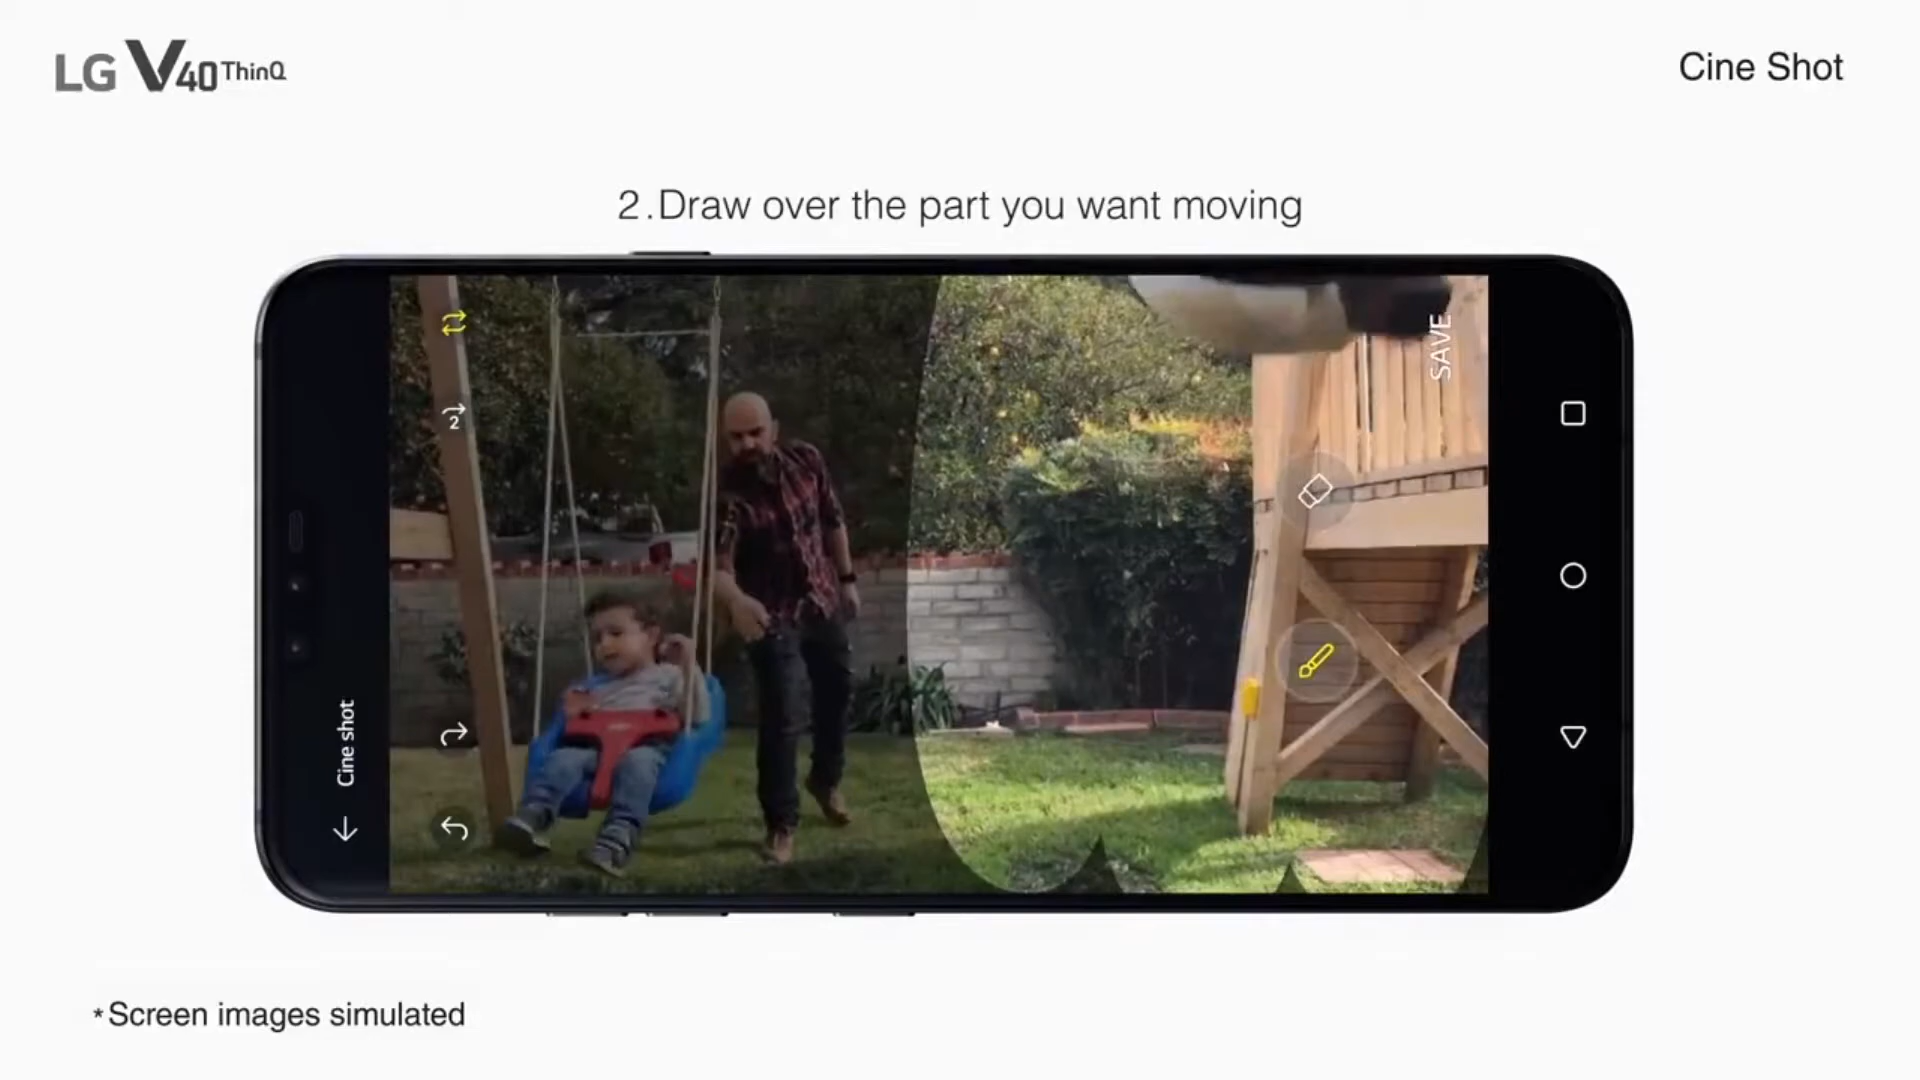 LG V40 ThinQ
Cine Shot
2.Draw over the part you want moving
SAVE
2
Cine shot
*Screen images simulated